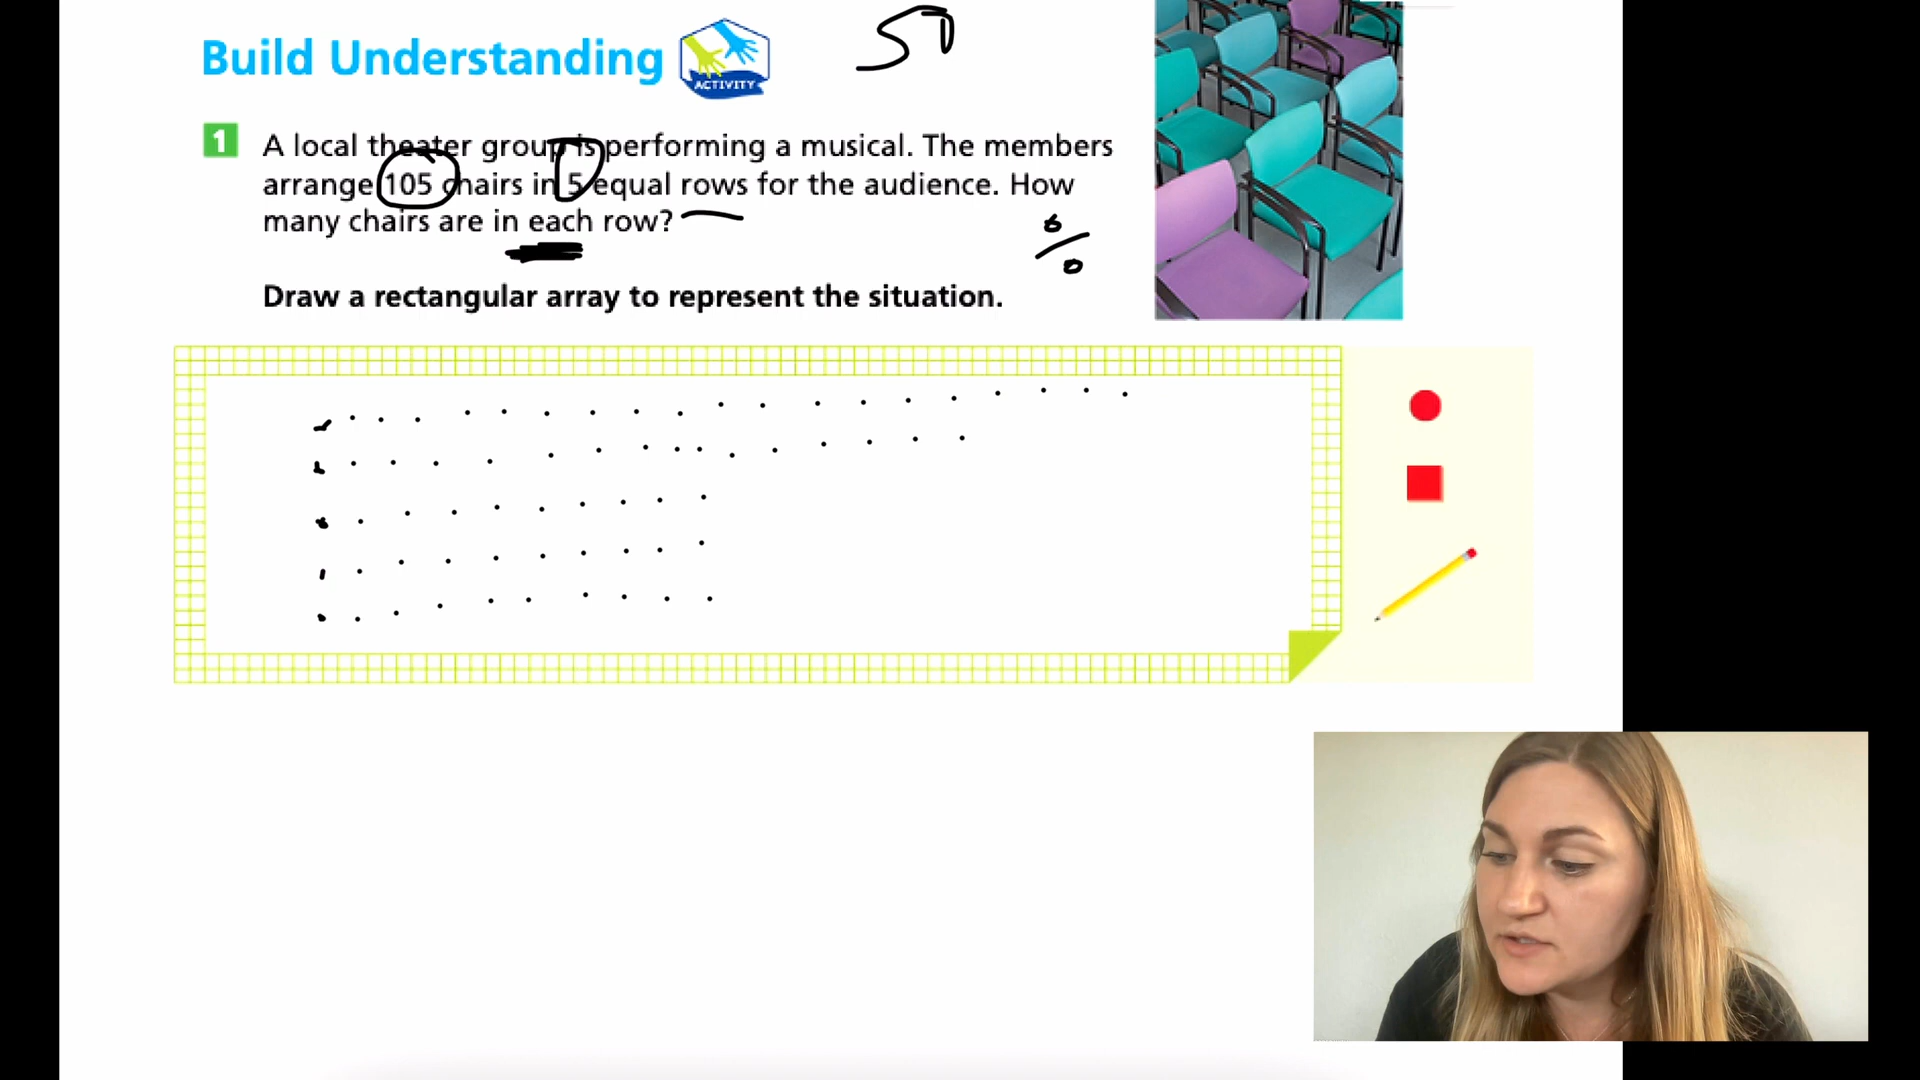 Build Understanding
ACTIVITY
50
1 A local theater group is performing a musical. The members
arrange 105 chairs in 5 equal rows for the audience. How
many chairs are in each row?
Draw a rectangular array to represent the situation.